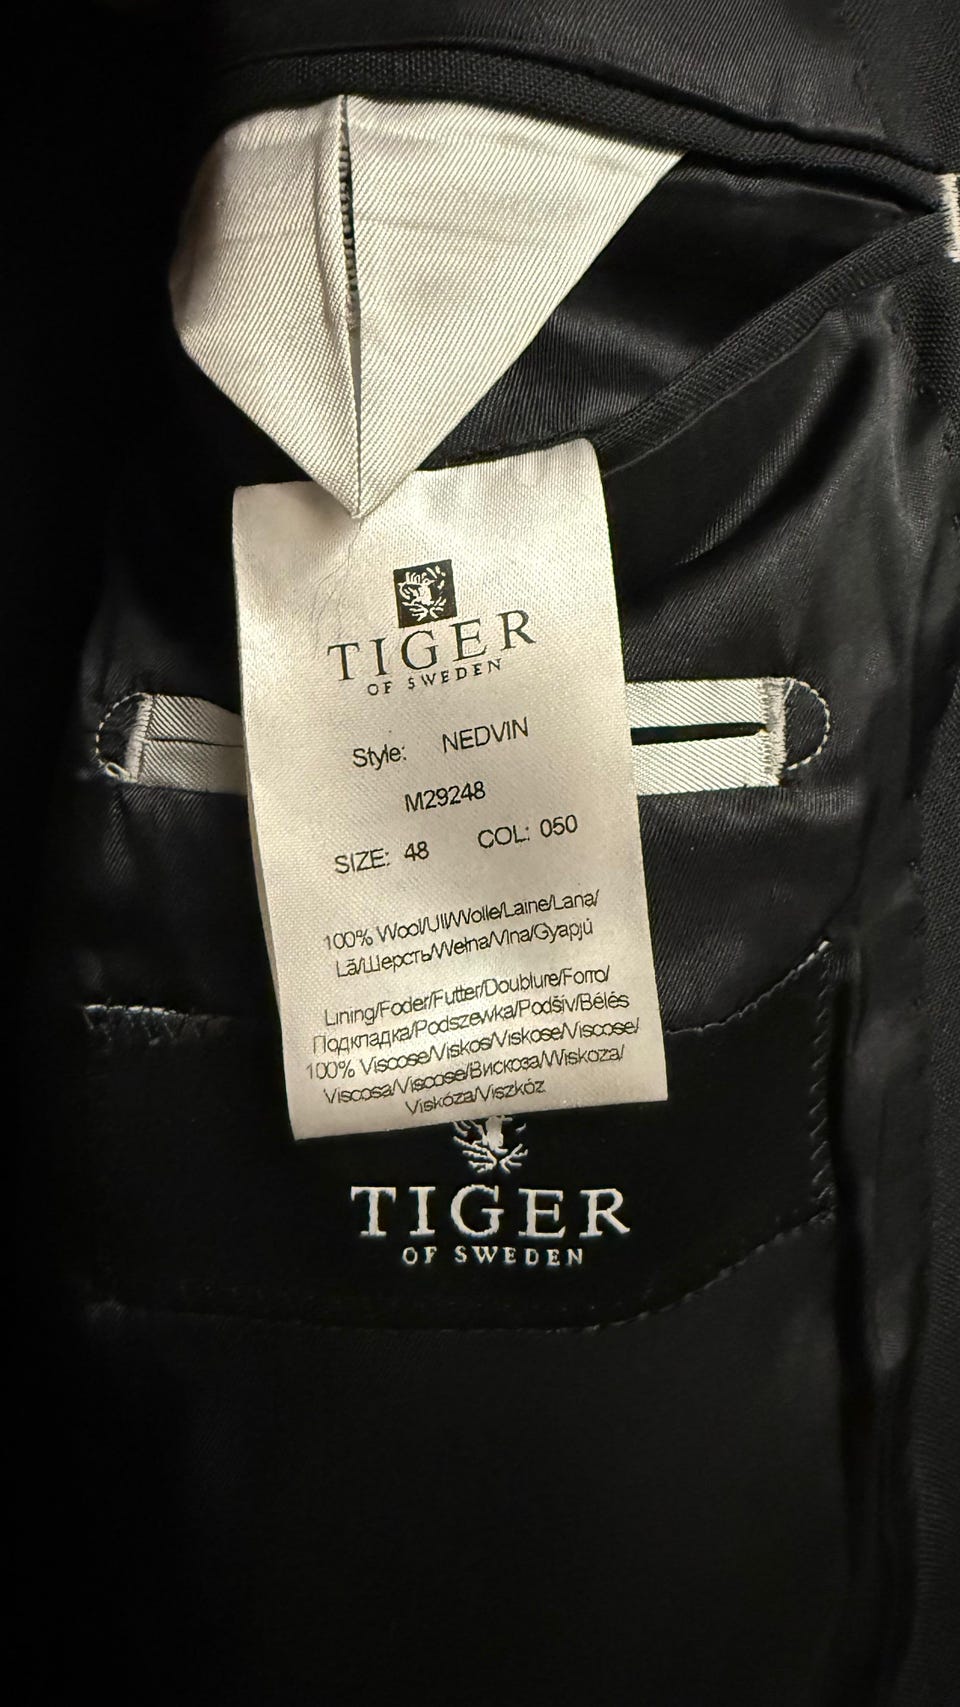 TIGER
OF SWEDEN
Style: NEDVIN
M29248
SIZE: 48 COL: 050
100% Wool/Ull/Wolle/Laine/Lana/
Lã/Шерсть/Wełna/Vlna/Gyapjú
Lining/Foder/Futter/Doublure/Forro/
Подкладка/Podszewka/Podšív/Bélés
100% Viscose/Viskos/Viskose/Viscose/
Viscosa/Viscose/Вискоза/Wiskoza/
Viskóza/Viszkóz
TIGER
OF SWEDEN